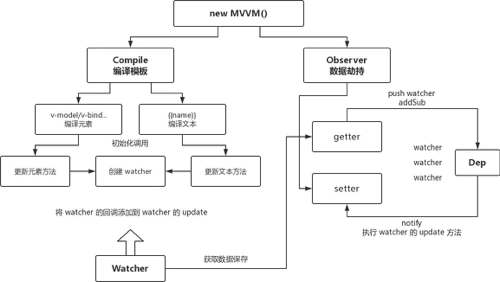 new MVVM()
Compile
编译模板
Observer
数据劫持
v-model/v-bind...
编译元素
{{name}}
编译文本
push watcher
addSub
getter
初始化调用
watcher
watcher
watcher
Dep
更新元素方法
创建 watcher
更新文本方法
setter
将 watcher 的回调添加到 watcher 的 update
notify
执行 watcher 的 update 方法
Watcher
获取数据保存